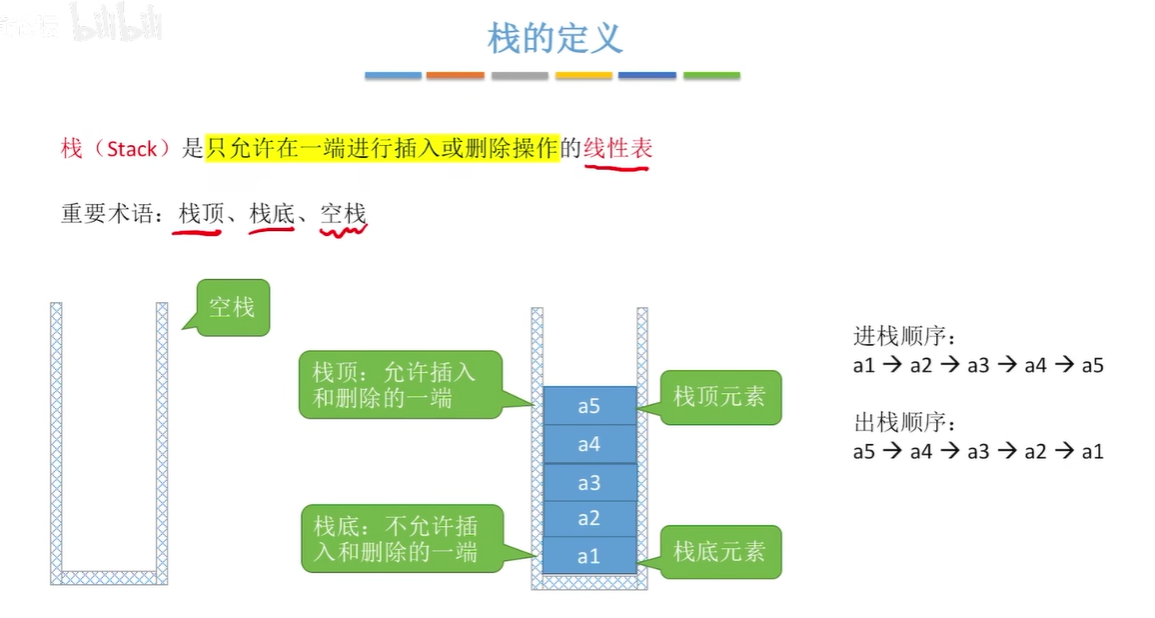 bilibili
栈的定义
栈（Stack）是只允许在一端进行插入或删除操作的线性表
重要术语：栈顶、栈底、空栈
空栈
栈顶：允许插入
和删除的一端
栈顶元素
a5
a4
a3
a2
a1
栈底：不允许插
入和删除的一端
栈底元素
进栈顺序：
a1 → a2 → a3 → a4 → a5
出栈顺序：
a5 → a4 → a3 → a2 → a1